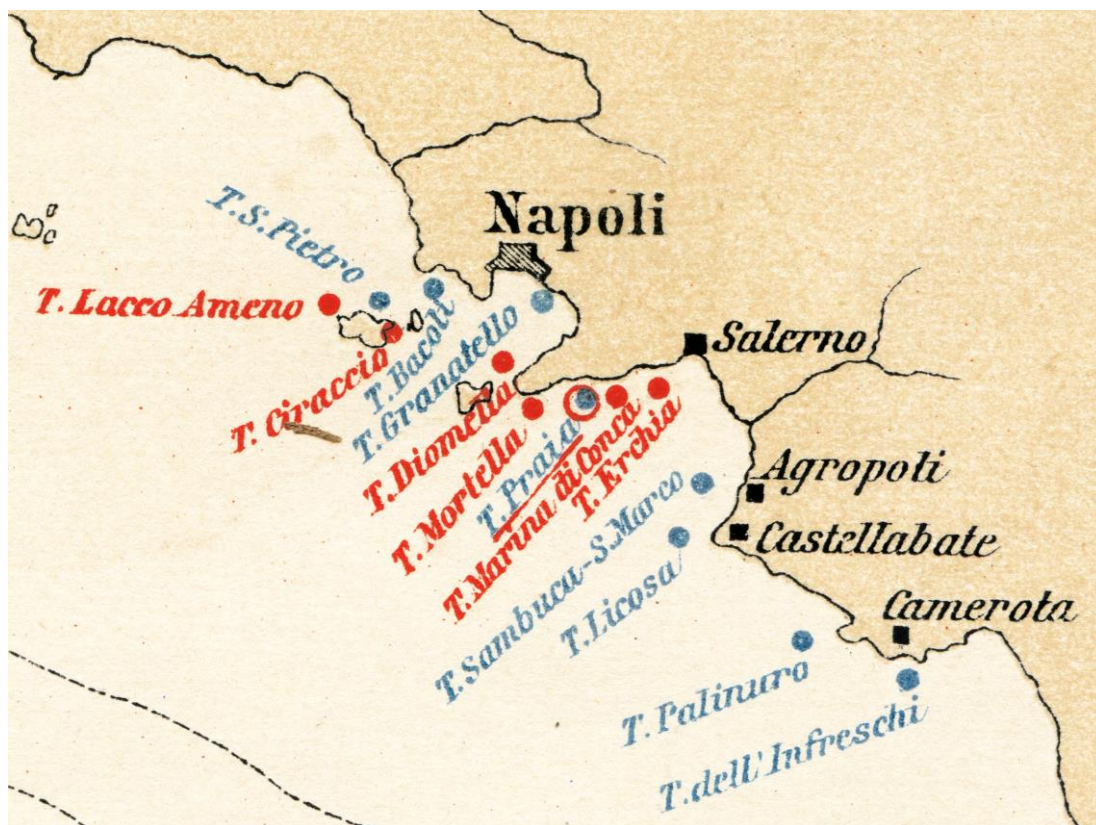 Napoli
T.S. Pietro
T. Lacco Ameno
T. Ciraccio
T. Bacoli
T. Granatello
Salerno
T. Diomella
T. Mortella
T. Praia
T. Marina di Conca
T. Erchia
Agropoli
T. Sambuca-S. Marco
Castellabate
T. Licosa
Camerota
T. Palinuro
T. dell' Infreschi